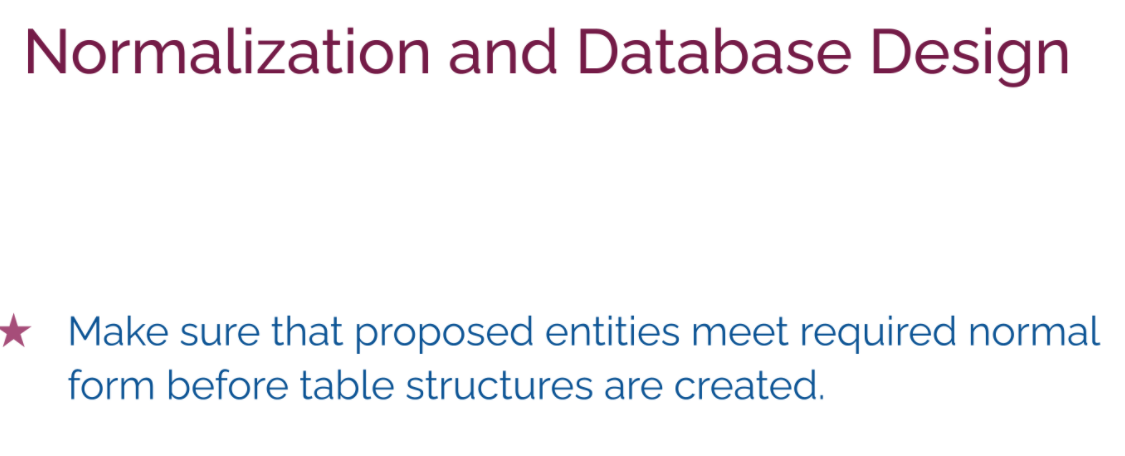 Normalization and Database Design
★ Make sure that proposed entities meet required normal
form before table structures are created.